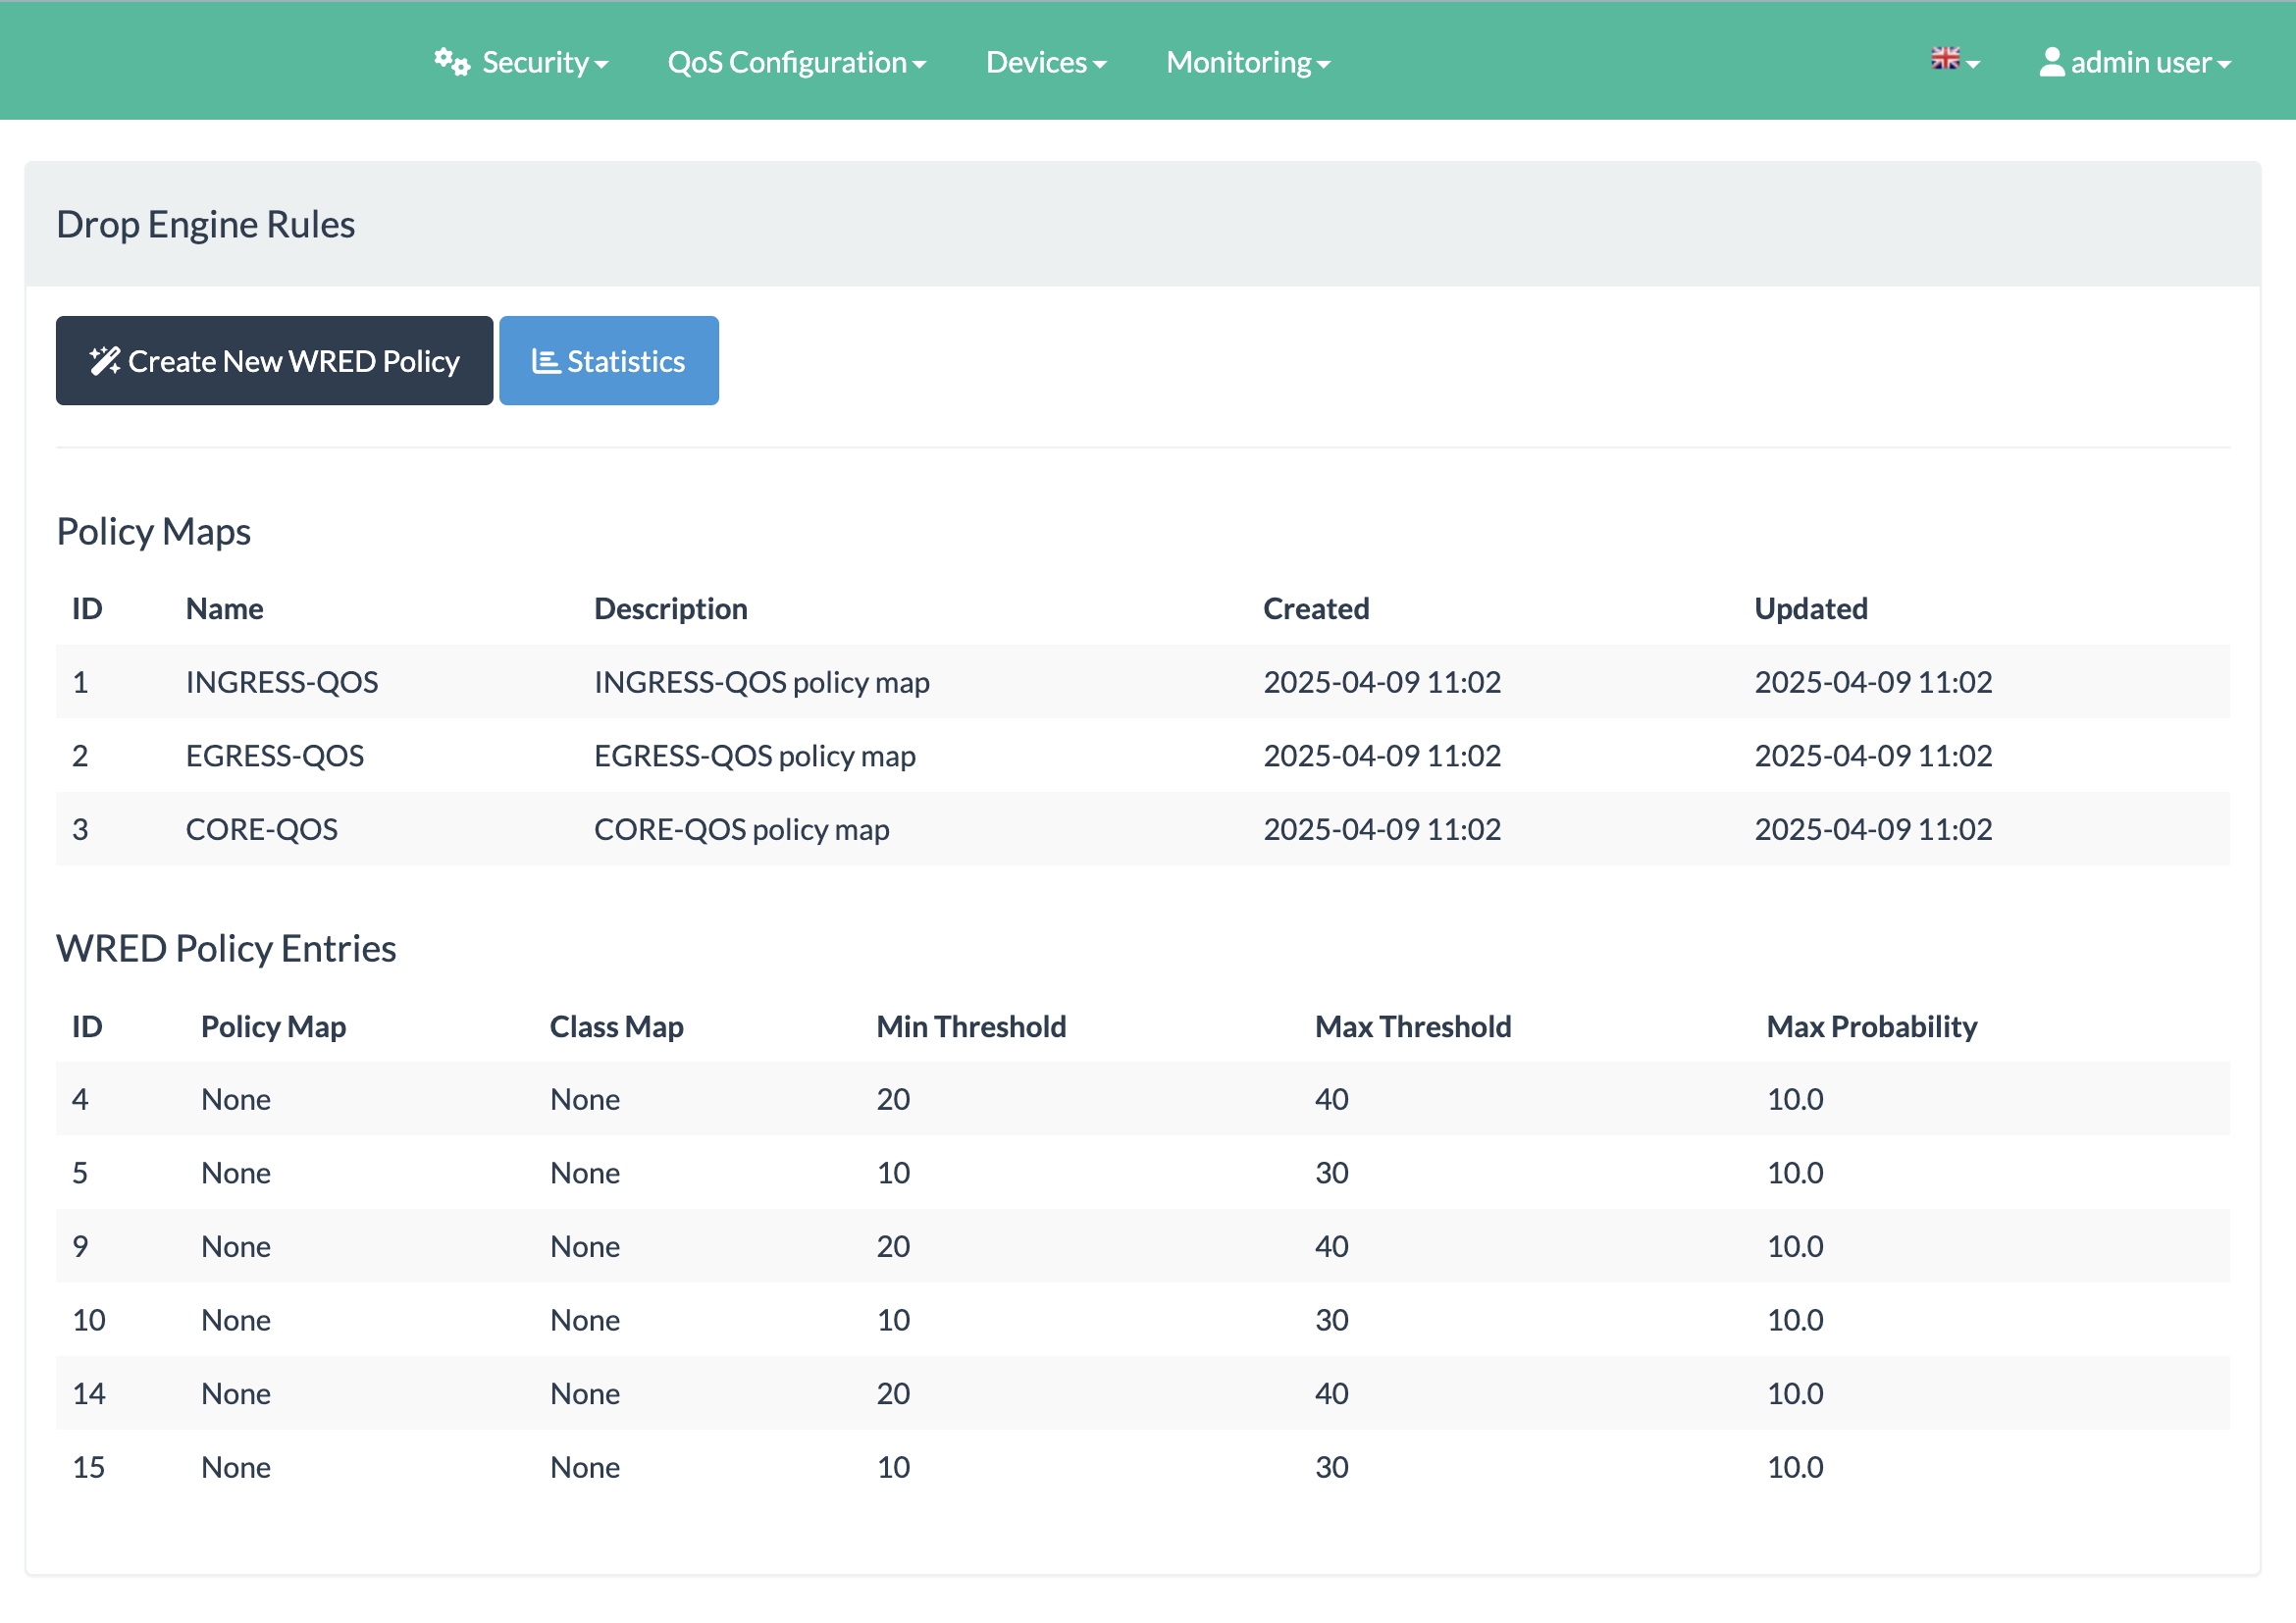 Security QoS Configuration Devices Monitoring admin user
Drop Engine Rules
Create New WRED Policy Statistics
Policy Maps
ID Name Description Created Updated
1 INGRESS-QOS INGRESS-QOS policy map 2025-04-09 11:02 2025-04-09 11:02
2 EGRESS-QOS EGRESS-QOS policy map 2025-04-09 11:02 2025-04-09 11:02
3 CORE-QOS CORE-QOS policy map 2025-04-09 11:02 2025-04-09 11:02
WRED Policy Entries
ID Policy Map Class Map Min Threshold Max Threshold Max Probability
4 None None 20 40 10.0
5 None None 10 30 10.0
9 None None 20 40 10.0
10 None None 10 30 10.0
14 None None 20 40 10.0
15 None None 10 30 10.0